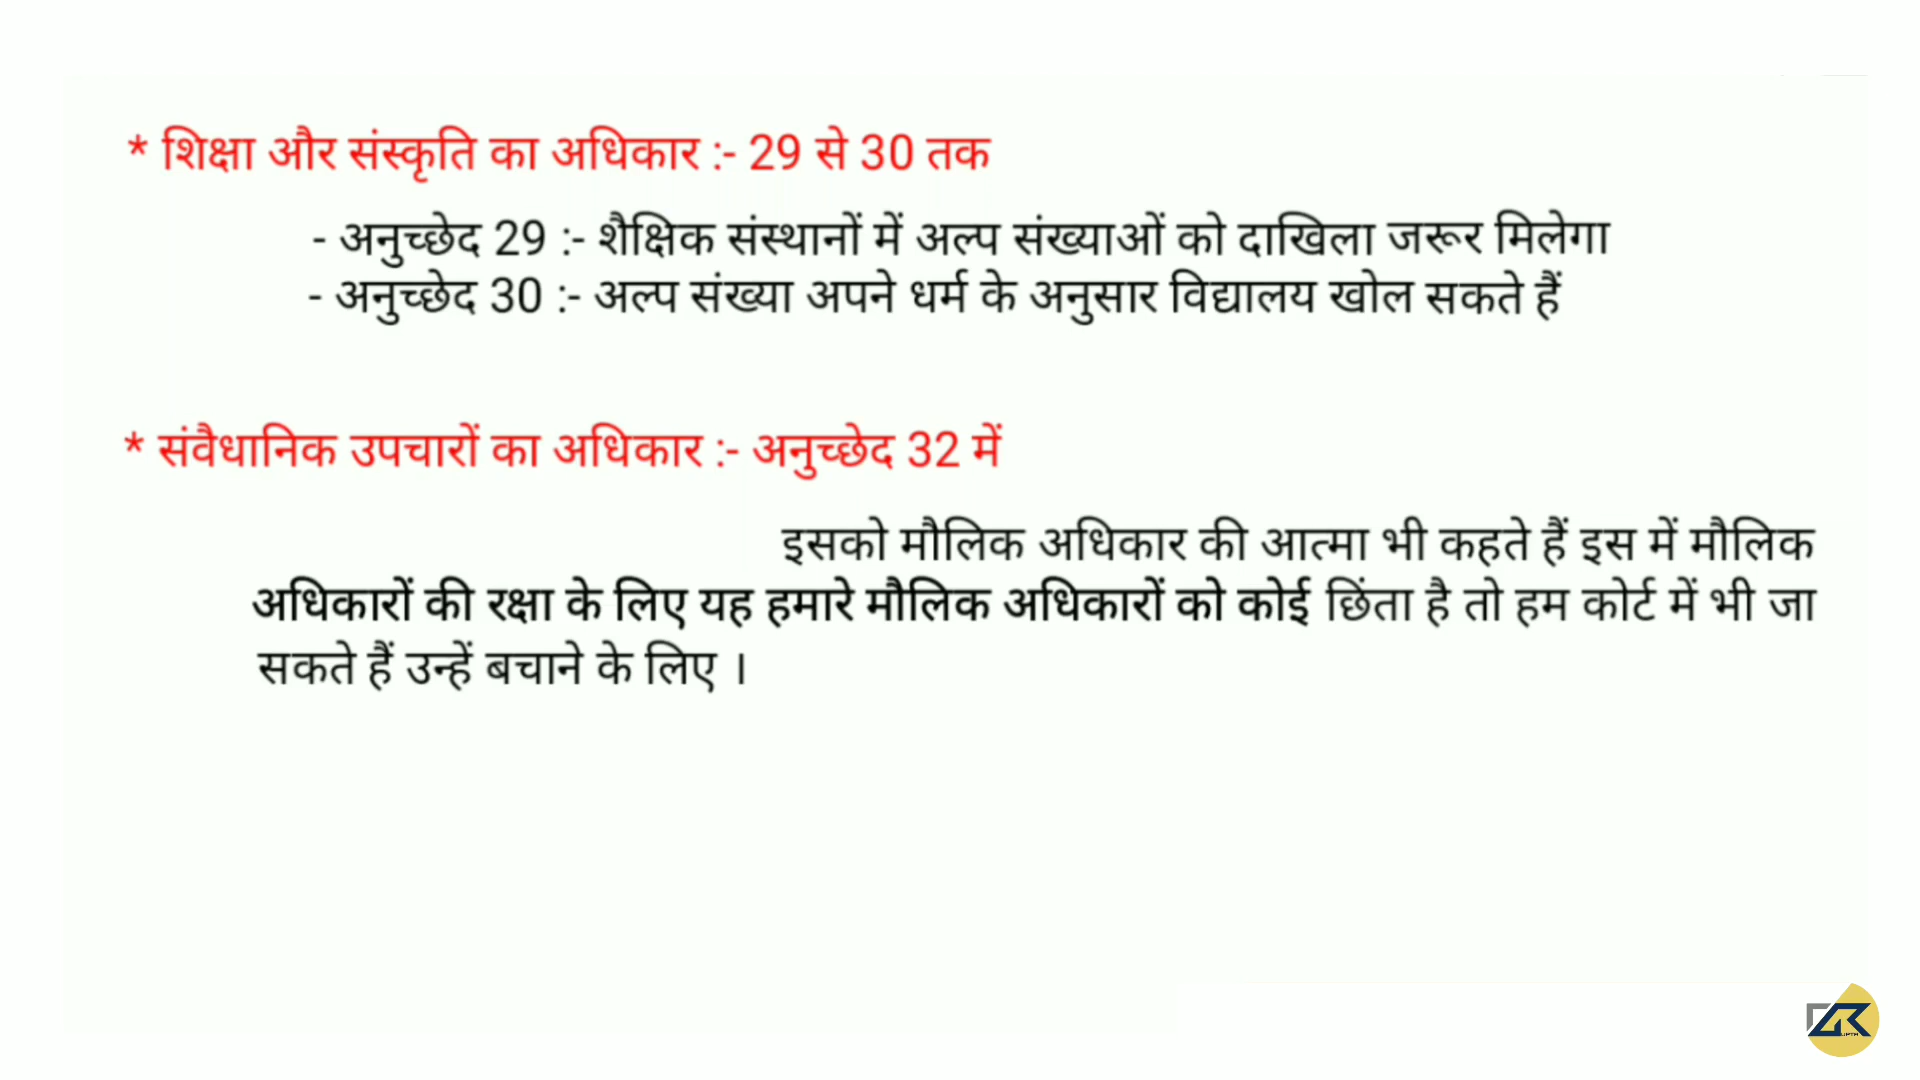 * शिक्षा और संस्कृति का अधिकार :- 29 से 30 तक
- अनुच्छेद 29 :- शैक्षिक संस्थानों में अल्प संख्याओं को दाखिला जरूर मिलेगा
- अनुच्छेद 30 :- अल्प संख्या अपने धर्म के अनुसार विद्यालय खोल सकते हैं
* संवैधानिक उपचारों का अधिकार :- अनुच्छेद 32 में
इसको मौलिक अधिकार की आत्मा भी कहते हैं इस में मौलिक
अधिकारों की रक्षा के लिए यह हमारे मौलिक अधिकारों को कोई छिंता है तो हम कोर्ट में भी जा
सकते हैं उन्हें बचाने के लिए ।